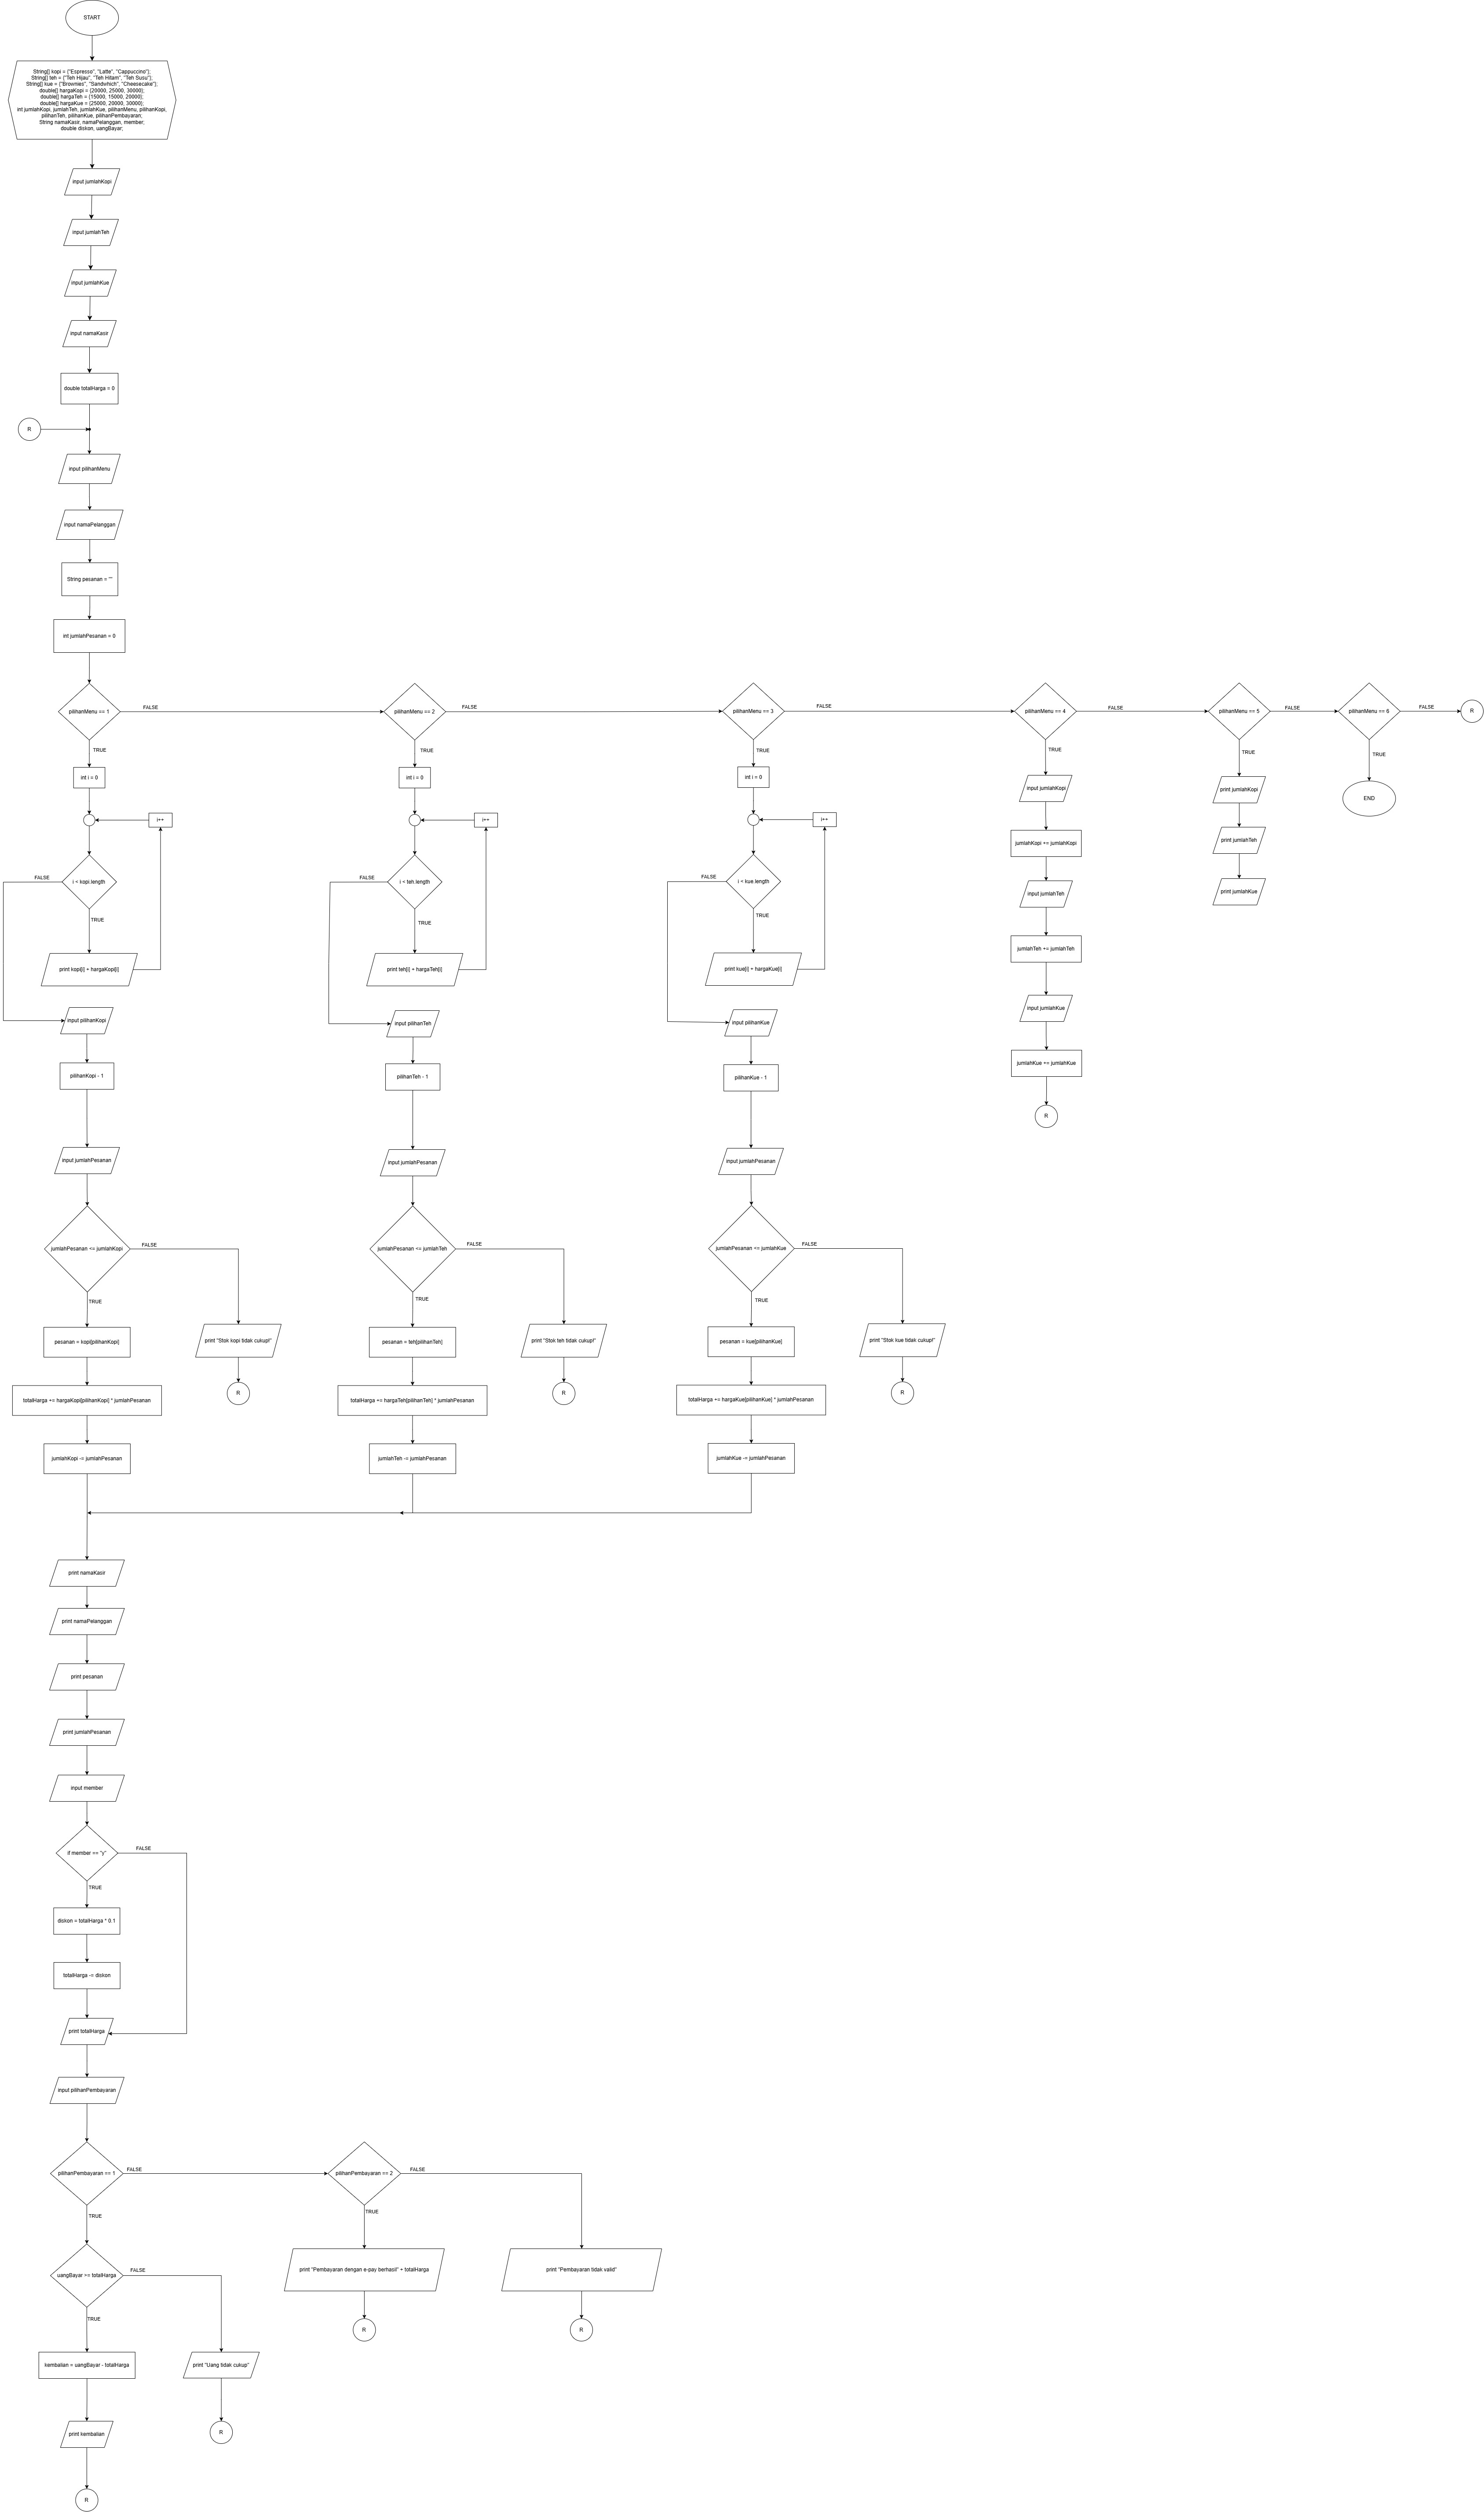 START
String[] kopi = {"Espresso", "Latte", "Cappuccino"};
String[] teh = {"Teh Hijau", "Teh Hitam", "Teh Susu"};
String[] kue = {"Brownies", "Sandwhich", "Cheesecake"};
double[] hargaKopi = {20000, 25000, 30000};
double[] hargaTeh = {15000, 15000, 20000};
double[] hargaKue = {25000, 20000, 30000};
int jumlahKopi, jumlahTeh, jumlahKue, pilihanMenu, pilihanKopi,
pilihanTeh, pilihanKue, pilihanPembayaran;
String namaKasir, namaPelanggan, member;
double diskon, uangBayar;
input jumlahKopi
input jumlahTeh
input jumlahKue
input namaKasir
double totalHarga = 0
R
input pilihanMenu
input namaPelanggan
String pesanan = ""
int jumlahPesanan = 0
pilihanMenu == 1
FALSE
TRUE
int i = 0
i++
i < kopi.length
FALSE
TRUE
print kopi[i] + hargaKopi[i]
input pilihanKopi
pilihanKopi - 1
input jumlahPesanan
jumlahPesanan <= jumlahKopi
FALSE
TRUE
print "Stok kopi tidak cukup!"
R
pesanan = kopi[pilihanKopi]
totalHarga += hargaKopi[pilihanKopi] * jumlahPesanan
jumlahKopi -= jumlahPesanan
pilihanMenu == 2
FALSE
TRUE
int i = 0
i++
i < teh.length
FALSE
TRUE
print teh[i] + hargaTeh[i]
input pilihanTeh
pilihanTeh - 1
input jumlahPesanan
jumlahPesanan <= jumlahTeh
FALSE
TRUE
print "Stok teh tidak cukup!"
R
pesanan = teh[pilihanTeh]
totalHarga += hargaTeh[pilihanTeh] * jumlahPesanan
jumlahTeh -= jumlahPesanan
pilihanMenu == 3
FALSE
TRUE
int i = 0
i++
i < kue.length
FALSE
TRUE
print kue[i] + hargaKue[i]
input pilihanKue
pilihanKue - 1
input jumlahPesanan
jumlahPesanan <= jumlahKue
FALSE
TRUE
print "Stok kue tidak cukup!"
R
pesanan = kue[pilihanKue]
totalHarga += hargaKue[pilihanKue] * jumlahPesanan
jumlahKue -= jumlahPesanan
pilihanMenu == 4
FALSE
TRUE
input jumlahKopi
jumlahKopi += jumlahKopi
input jumlahTeh
jumlahTeh += jumlahTeh
input jumlahKue
jumlahKue += jumlahKue
R
pilihanMenu == 5
FALSE
TRUE
print jumlahKopi
print jumlahTeh
print jumlahKue
pilihanMenu == 6
FALSE
R
TRUE
END
print namaKasir
print namaPelanggan
print pesanan
print jumlahPesanan
input member
if member == "y"
FALSE
TRUE
diskon = totalHarga * 0.1
totalHarga -= diskon
print totalHarga
input pilihanPembayaran
pilihanPembayaran == 1
FALSE
TRUE
uangBayar >= totalHarga
FALSE
TRUE
kembalian = uangBayar - totalHarga
print kembalian
R
print "Uang tidak cukup"
R
pilihanPembayaran == 2
FALSE
TRUE
print "Pembayaran dengan e-pay berhasil" + totalHarga
R
print "Pembayaran tidak valid"
R